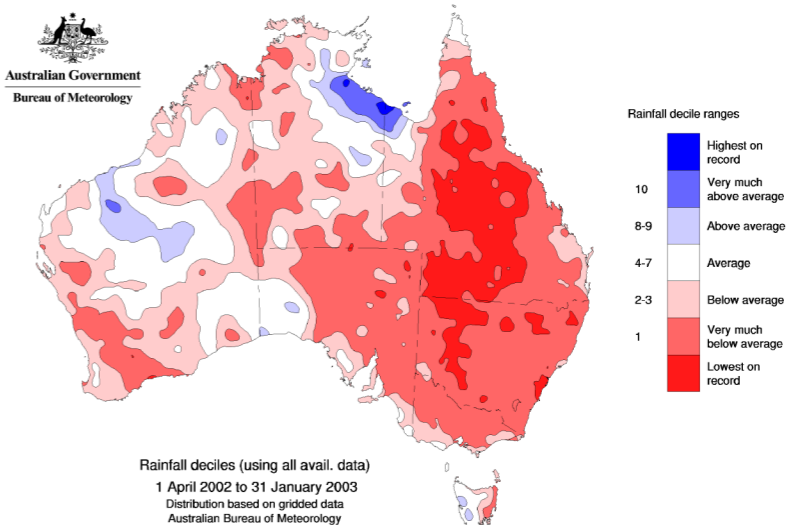 Australian Government
Bureau of Meteorology
Rainfall decile ranges
Highest on
record
10
Very much
above average
8-9
Above average
4-7
Average
2-3
Below average
1
Very much
below average
Lowest on
record
Rainfall deciles (using all avail. data)
1 April 2002 to 31 January 2003
Distribution based on gridded data
Australian Bureau of Meteorology